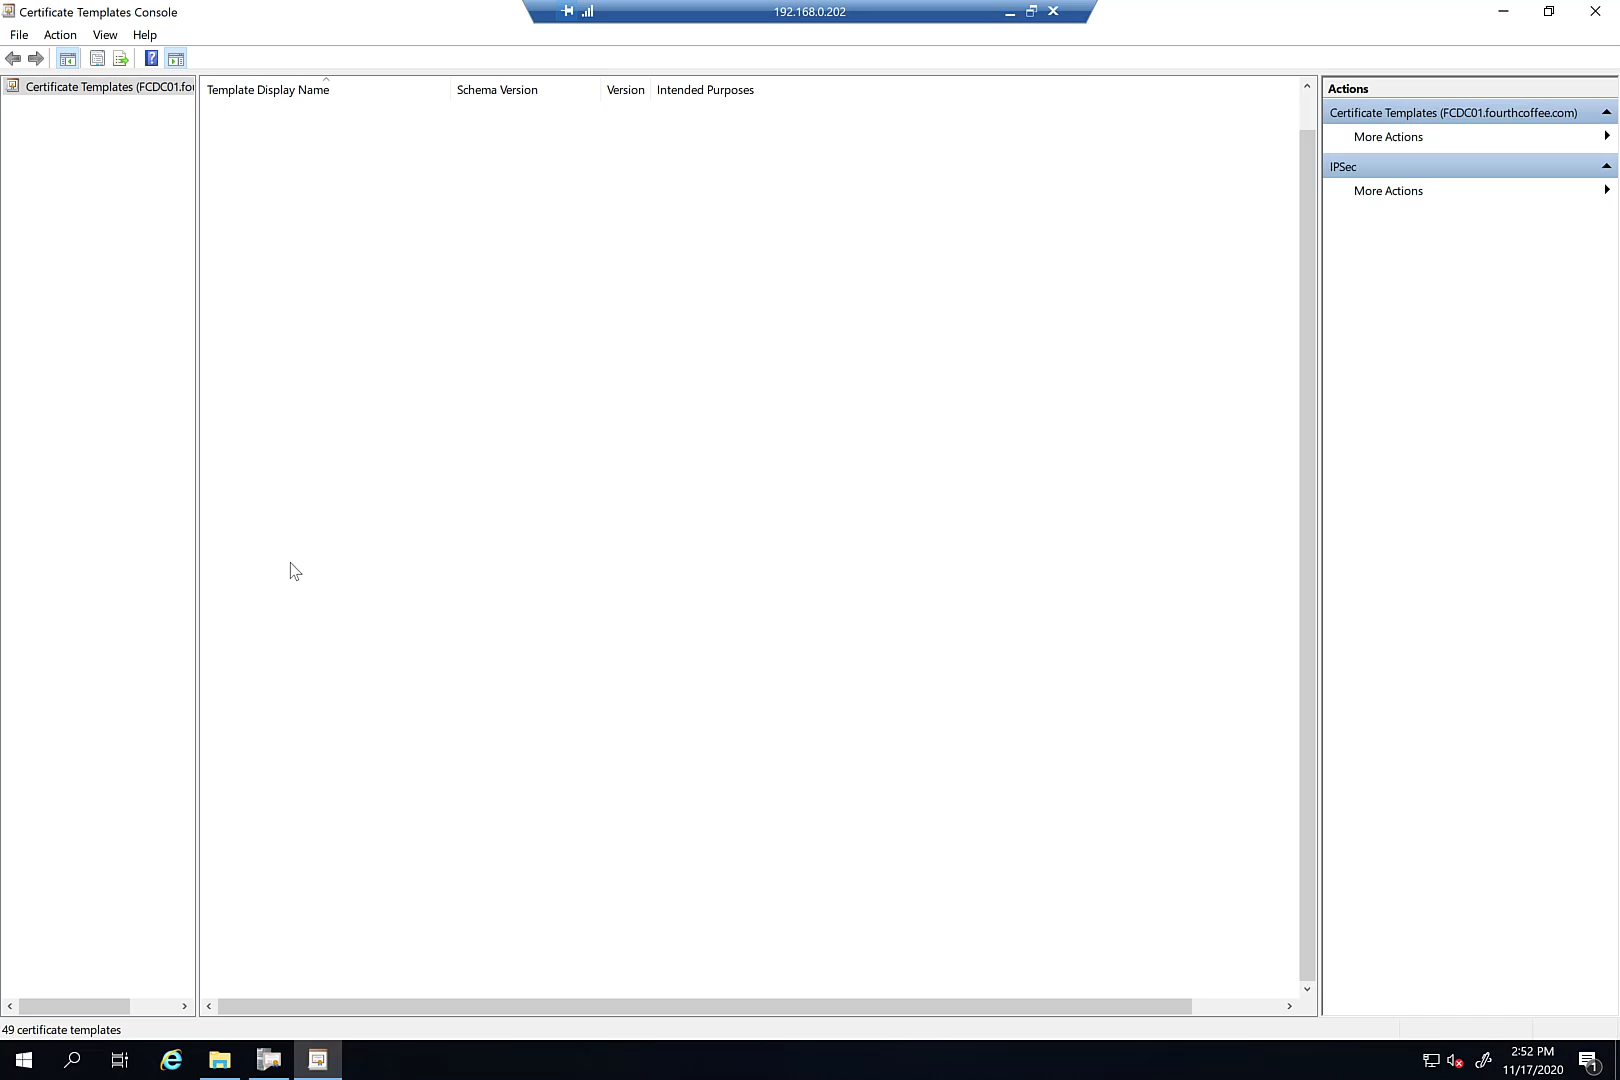 Certificate Templates Console
192.168.0.202
File Action View Help
Certificate Templates (FCDC01.fou
Template Display Name Schema Version Version Intended Purposes
Actions
Certificate Templates (FCDC01.fourthcoffee.com)
More Actions
IPSec
More Actions
49 certificate templates
2:52 PM
11/17/2020
1